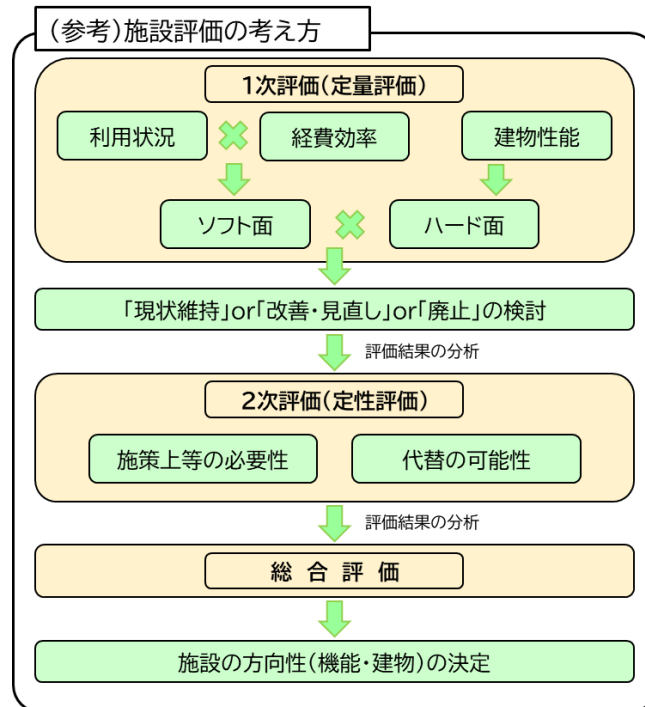 (参考)施設評価の考え方
1次評価(定量評価)
利用状況
経費効率
建物性能
ソフト面
ハード面
「現状維持」or「改善・見直し」or「廃止」の検討
評価結果の分析
2次評価(定性評価)
施策上等の必要性
代替の可能性
評価結果の分析
総 合 評 価
施設の方向性(機能・建物)の決定